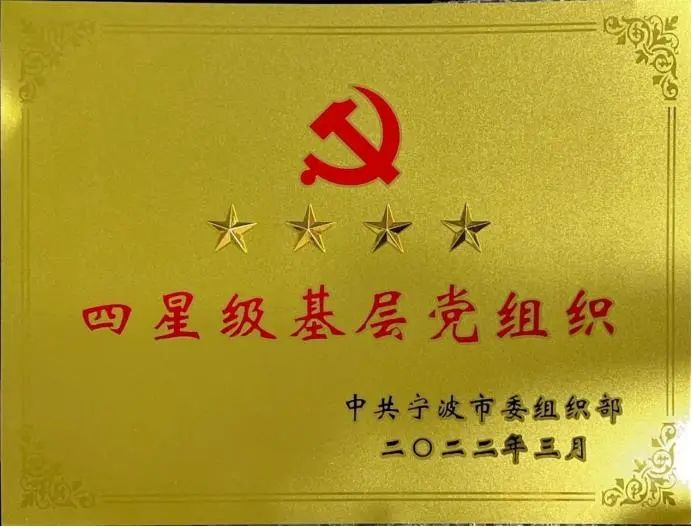 四星级基层党组织
中共宁波市委组织部
二〇二二年三月